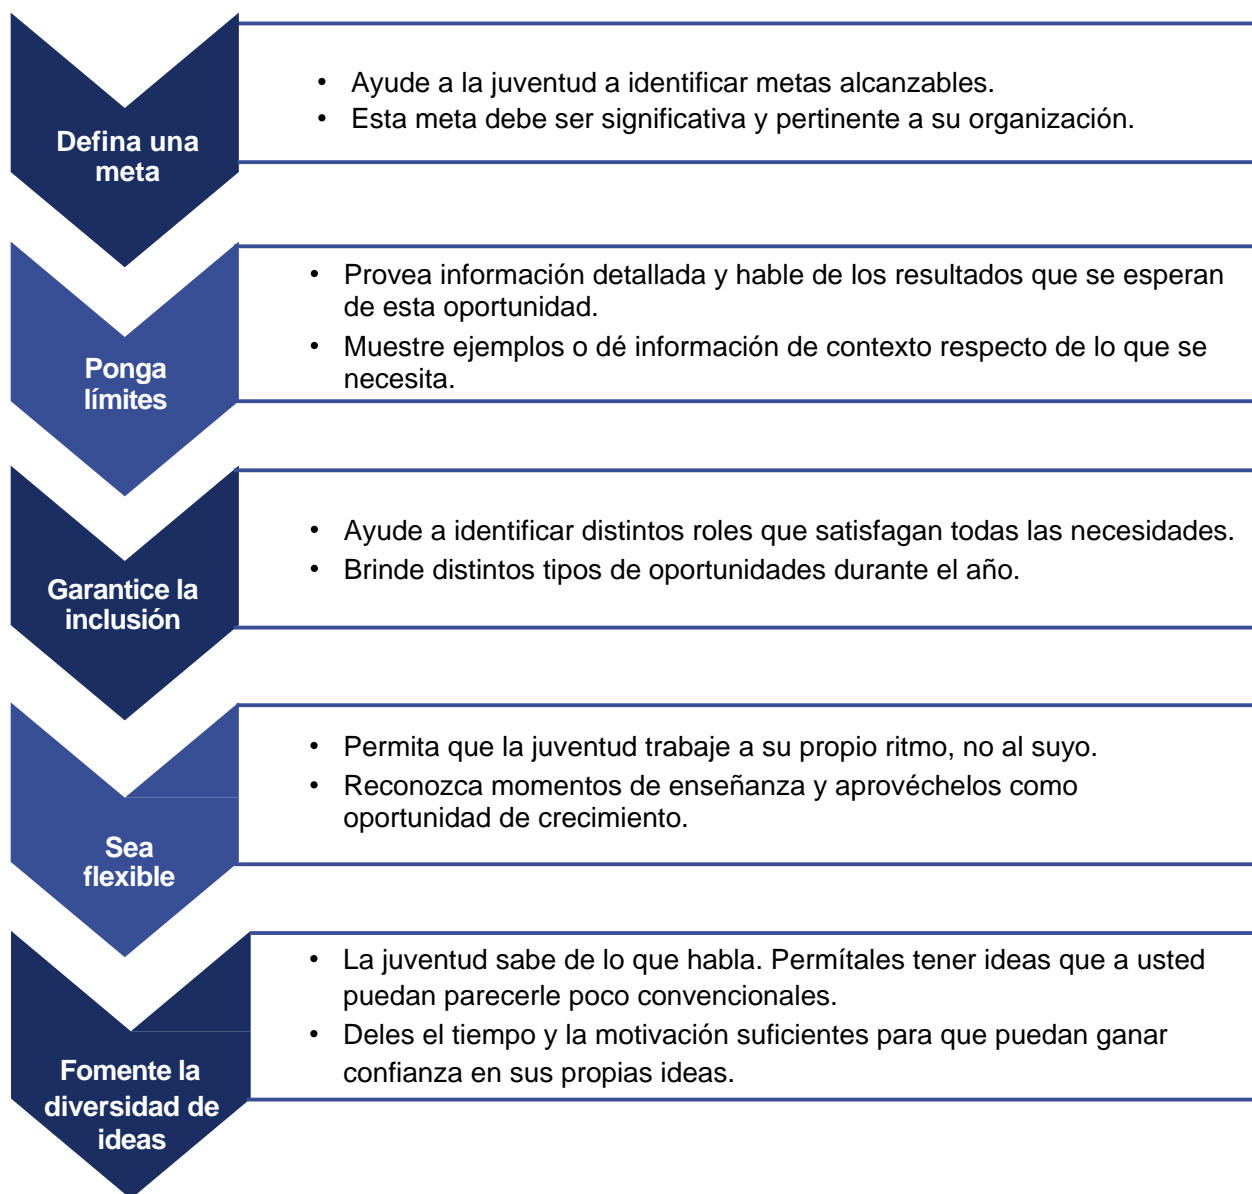 Defina una
meta
• Ayude a la juventud a identificar metas alcanzables.
• Esta meta debe ser significativa y pertinente a su organización.
Ponga
límites
• Provea información detallada y hable de los resultados que se esperan
de esta oportunidad.
• Muestre ejemplos o dé información de contexto respecto de lo que se
necesita.
Garantice la
inclusión
• Ayude a identificar distintos roles que satisfagan todas las necesidades.
• Brinde distintos tipos de oportunidades durante el año.
Sea
flexible
• Permita que la juventud trabaje a su propio ritmo, no al suyo.
• Reconozca momentos de enseñanza y aprovéchelos como
oportunidad de crecimiento.
Fomente la
diversidad de
ideas
• La juventud sabe de lo que habla. Permítales tener ideas que a usted
puedan parecerle poco convencionales.
• Deles el tiempo y la motivación suficientes para que puedan ganar
confianza en sus propias ideas.